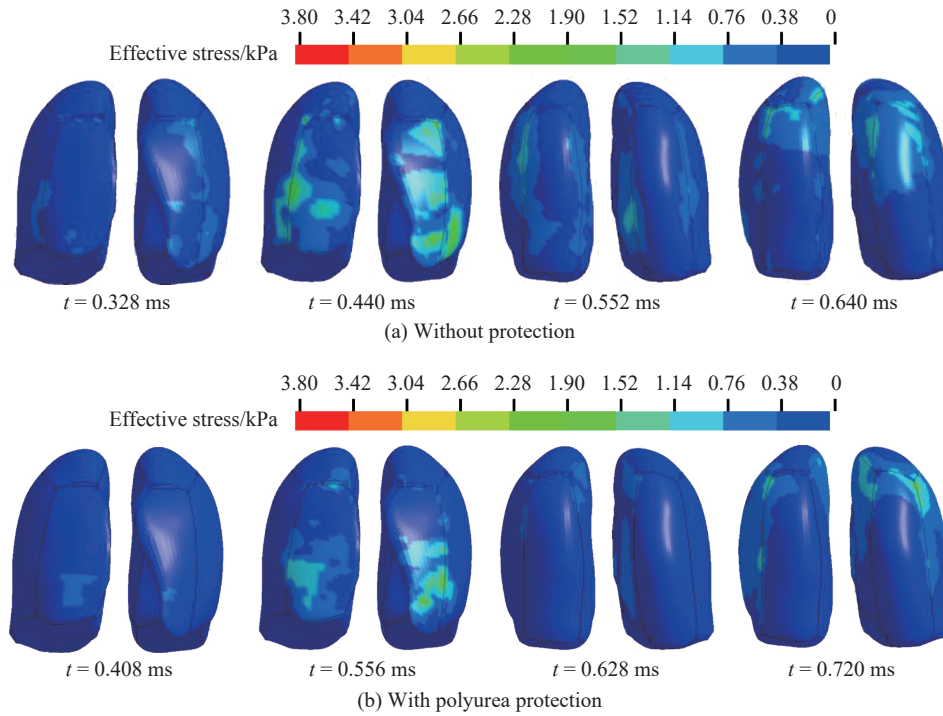 3.80 3.42 3.04 2.66 2.28 1.90 1.52 1.14 0.76 0.38 0
Effective stress/kPa
t = 0.328 ms t = 0.440 ms t = 0.552 ms t = 0.640 ms
(a) Without protection
3.80 3.42 3.04 2.66 2.28 1.90 1.52 1.14 0.76 0.38 0
Effective stress/kPa
t = 0.408 ms t = 0.556 ms t = 0.628 ms t = 0.720 ms
(b) With polyurea protection